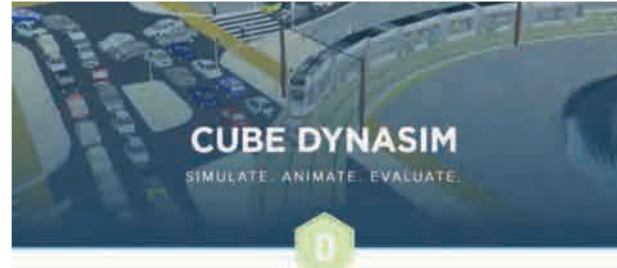 CUBE DYNASIM
SIMULATE. ANIMATE. EVALUATE.
D